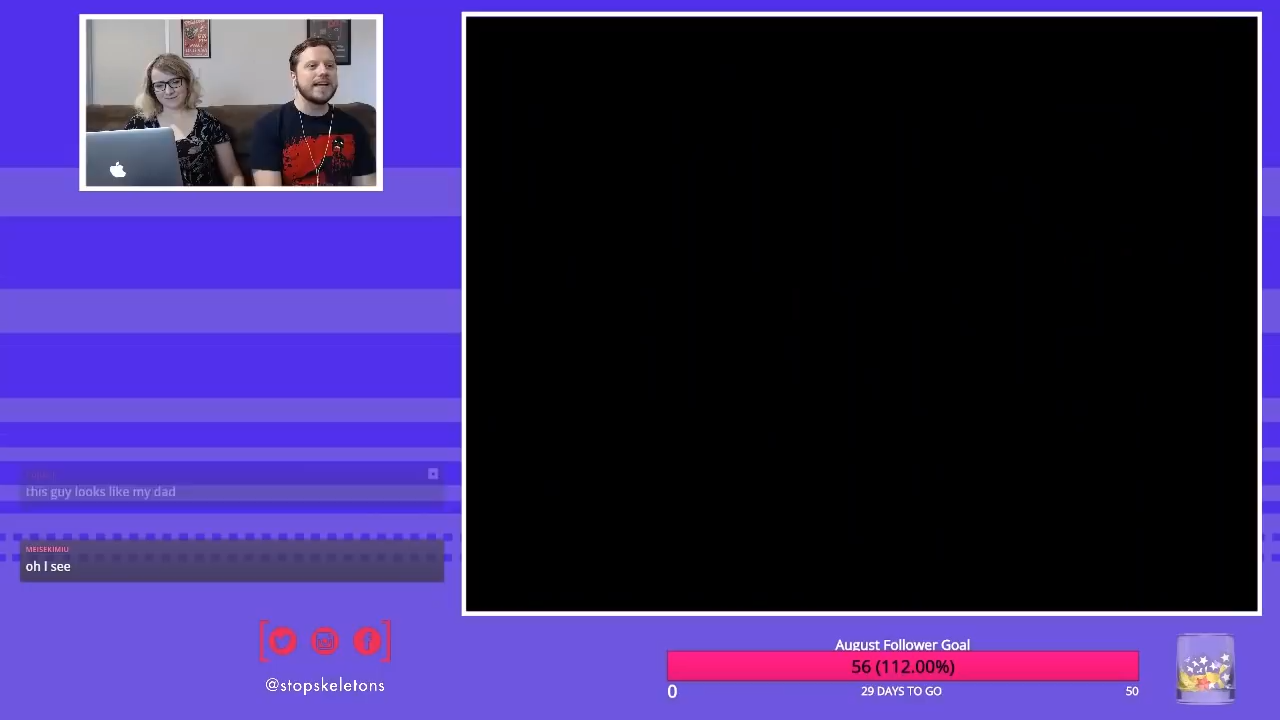 this guy looks like my dad
MEISEKIMIU
oh I see
@stopskeletons
August Follower Goal
56 (112.00%)
0
29 DAYS TO GO
50